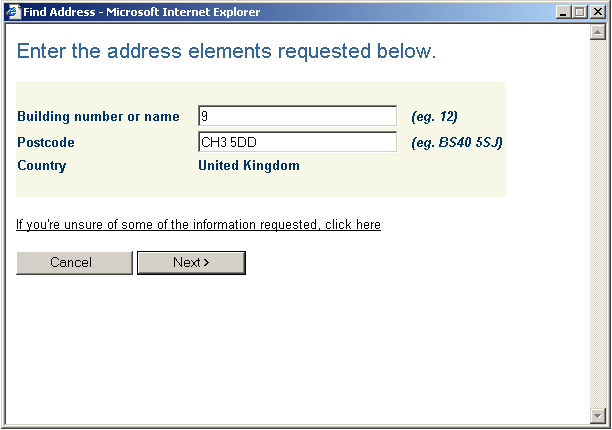 Find Address - Microsoft Internet Explorer
Enter the address elements requested below.
Building number or name 9 (eg. 12)
Postcode CH3 5DD (eg. BS40 5SJ)
Country United Kingdom
If you're unsure of some of the information requested, click here
Cancel Next >